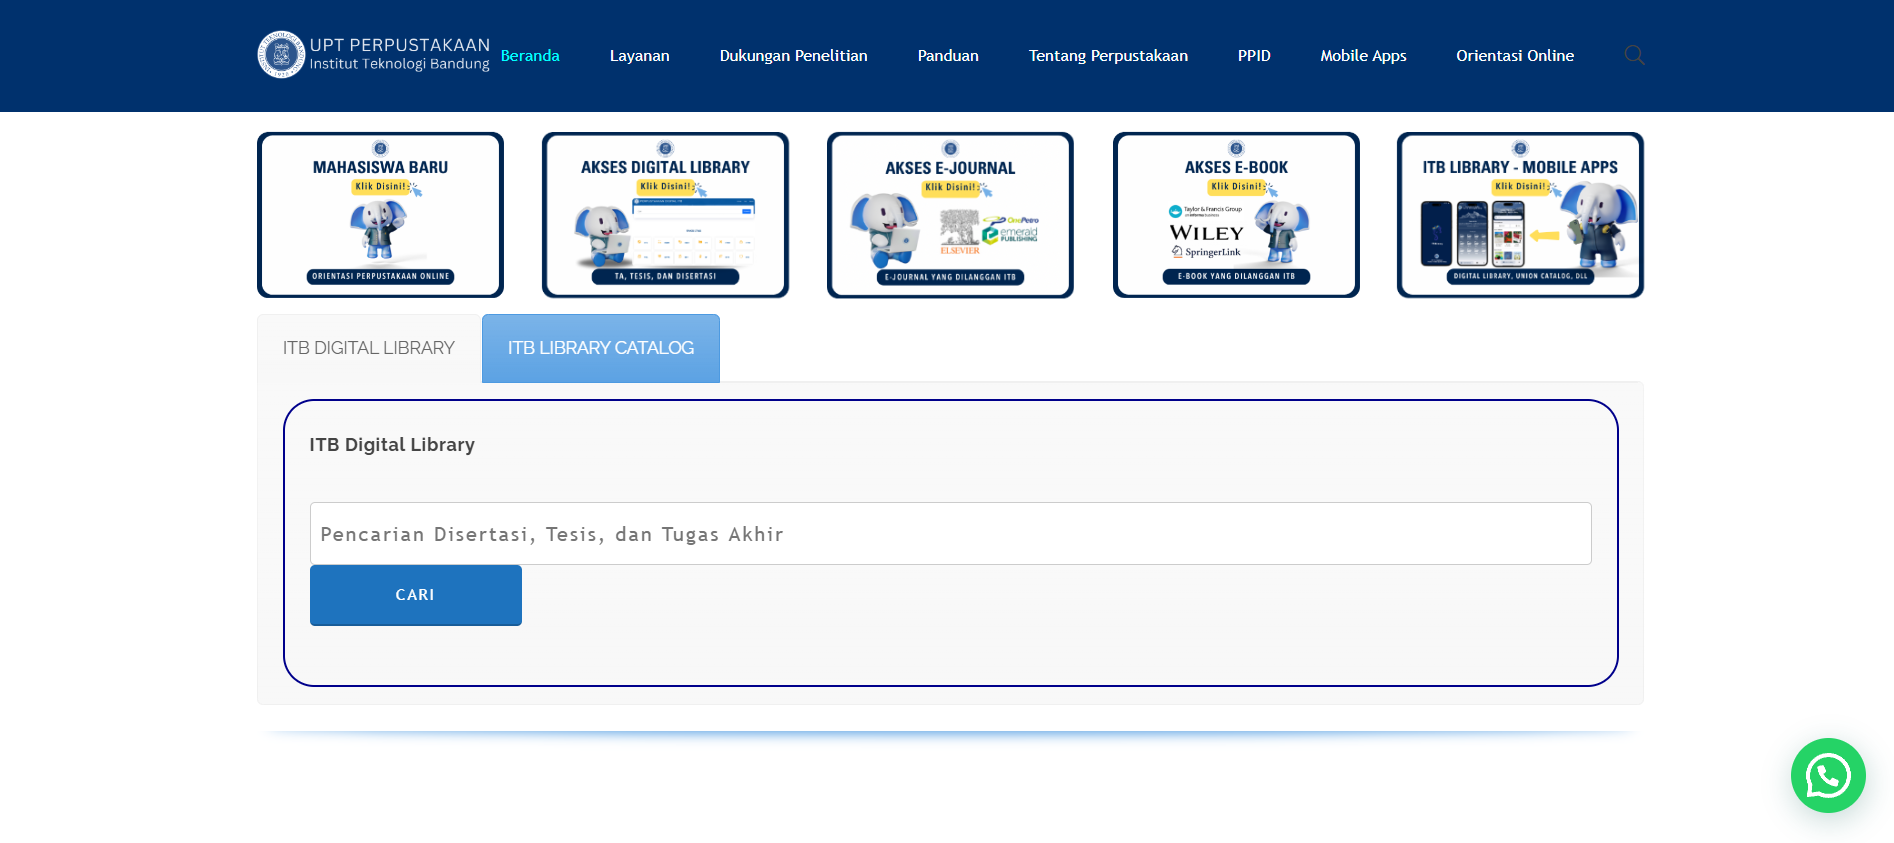 UPT PERPUSTAKAAN
Institut Teknologi Bandung
Beranda
Layanan
Dukungan Penelitian
Panduan
Tentang Perpustakaan
PPID
Mobile Apps
Orientasi Online
MAHASISWA BARU
Klik Disini!
ORIENTASI PERPUSTAKAAN ONLINE
AKSES DIGITAL LIBRARY
Klik Disini!
TA, TESIS, DAN DISERTASI
AKSES E-JOURNAL
Klik Disini!
ELSEVIER
OnePetro
emerald
PUBLISHING
E-JOURNAL YANG DILANGGAN ITB
AKSES E-BOOK
Klik Disini!
Taylor & Francis Group
an informa business
WILEY
SpringerLink
E-BOOK YANG DILANGGAN ITB
ITB LIBRARY - MOBILE APPS
Klik Disini!
DIGITAL LIBRARY, UNION CATALOG, DLL
ITB DIGITAL LIBRARY
ITB LIBRARY CATALOG
ITB Digital Library
Pencarian Disertasi, Tesis, dan Tugas Akhir
CARI